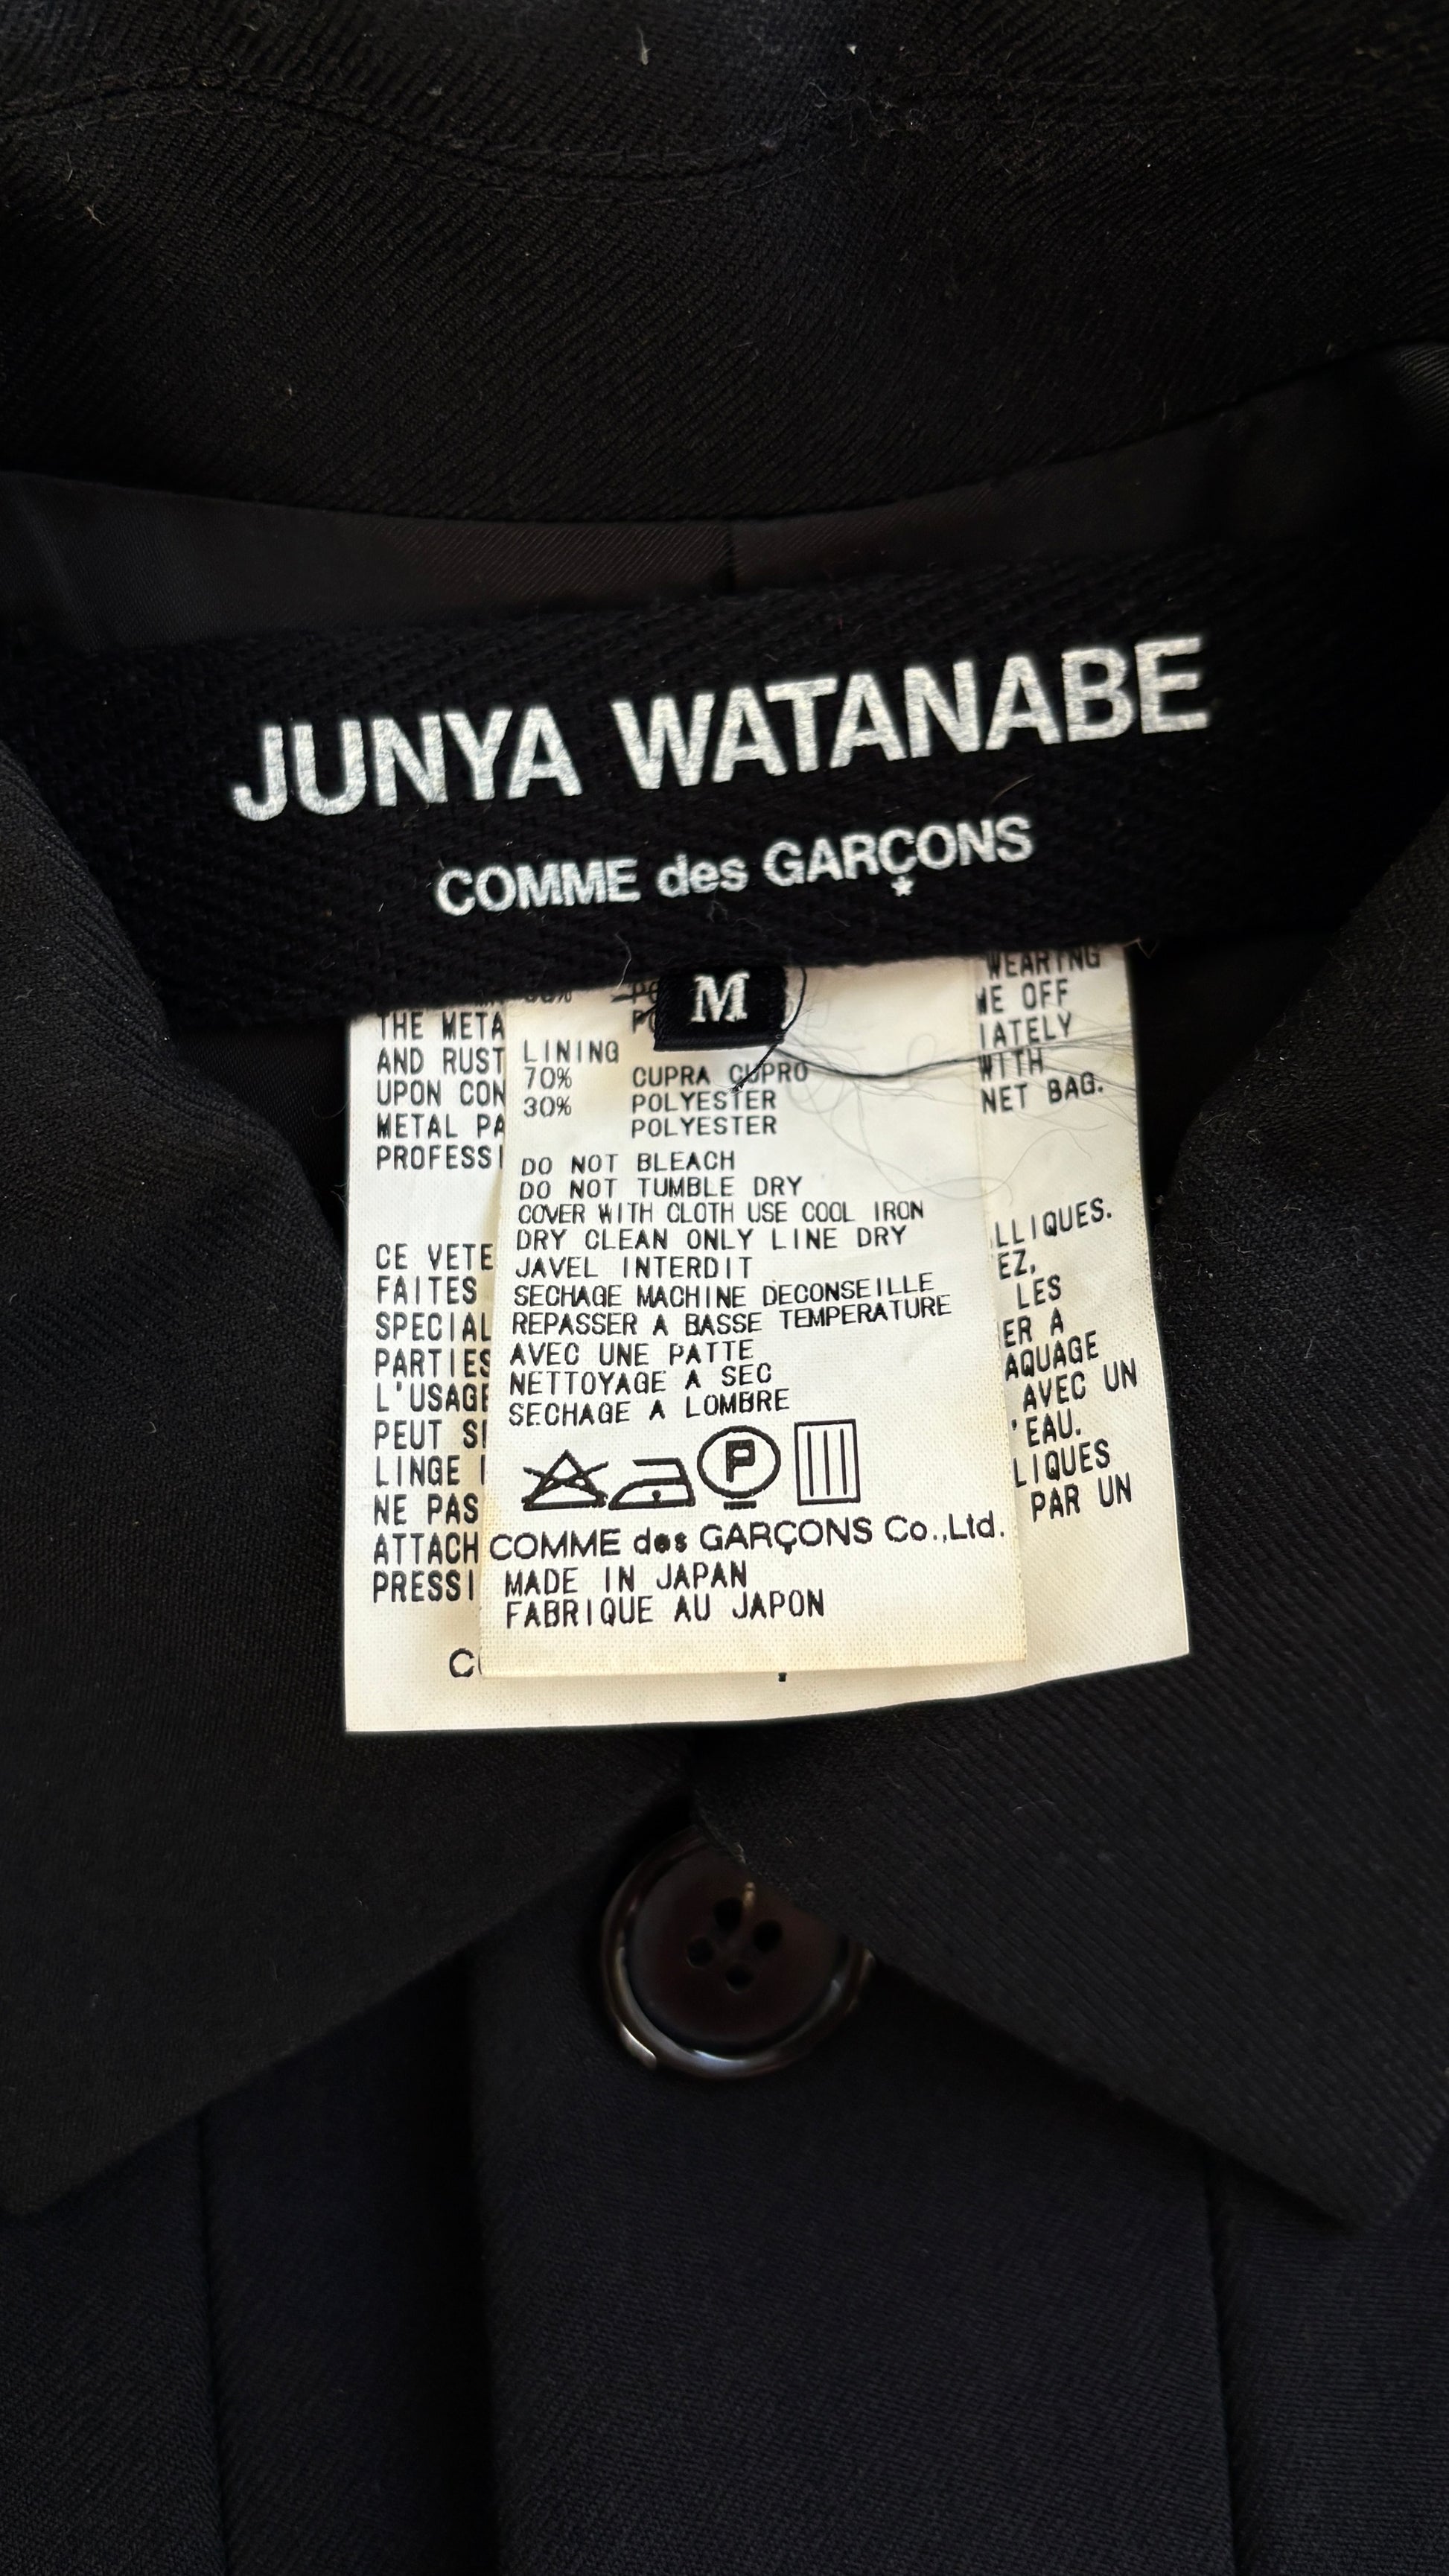 JUNYA WATANABE
COMME des GARÇONS
M
LINING
70% CUPRA CUPRO
30% POLYESTER
POLYESTER
DO NOT BLEACH
DO NOT TUMBLE DRY
COVER WITH CLOTH USE COOL IRON
DRY CLEAN ONLY LINE DRY
JAVEL INTERDIT
SECHAGE MACHINE DECONSEILLE
REPASSER A BASSE TEMPERATURE
AVEC UNE PATTE
NETTOYAGE A SEC
SECHAGE A LOMBRE
P
COMME des GARÇONS Co.,Ltd.
MADE IN JAPAN
FABRIQUE AU JAPON
THE META
AND RUST
UPON CON
METAL PA
PROFESSI
CE VETE
FAITES
SPECIAL
PARTIES
L'USAGE
PEUT S
LINGE
NE PAS
ATTACH
PRESSI
WEARING
ME OFF
IATELY
WITH
NET BAG.
LLIQUES.
EZ,
LES
ER A
AQUAGE
AVEC UN
'EAU.
LIQUES
PAR UN